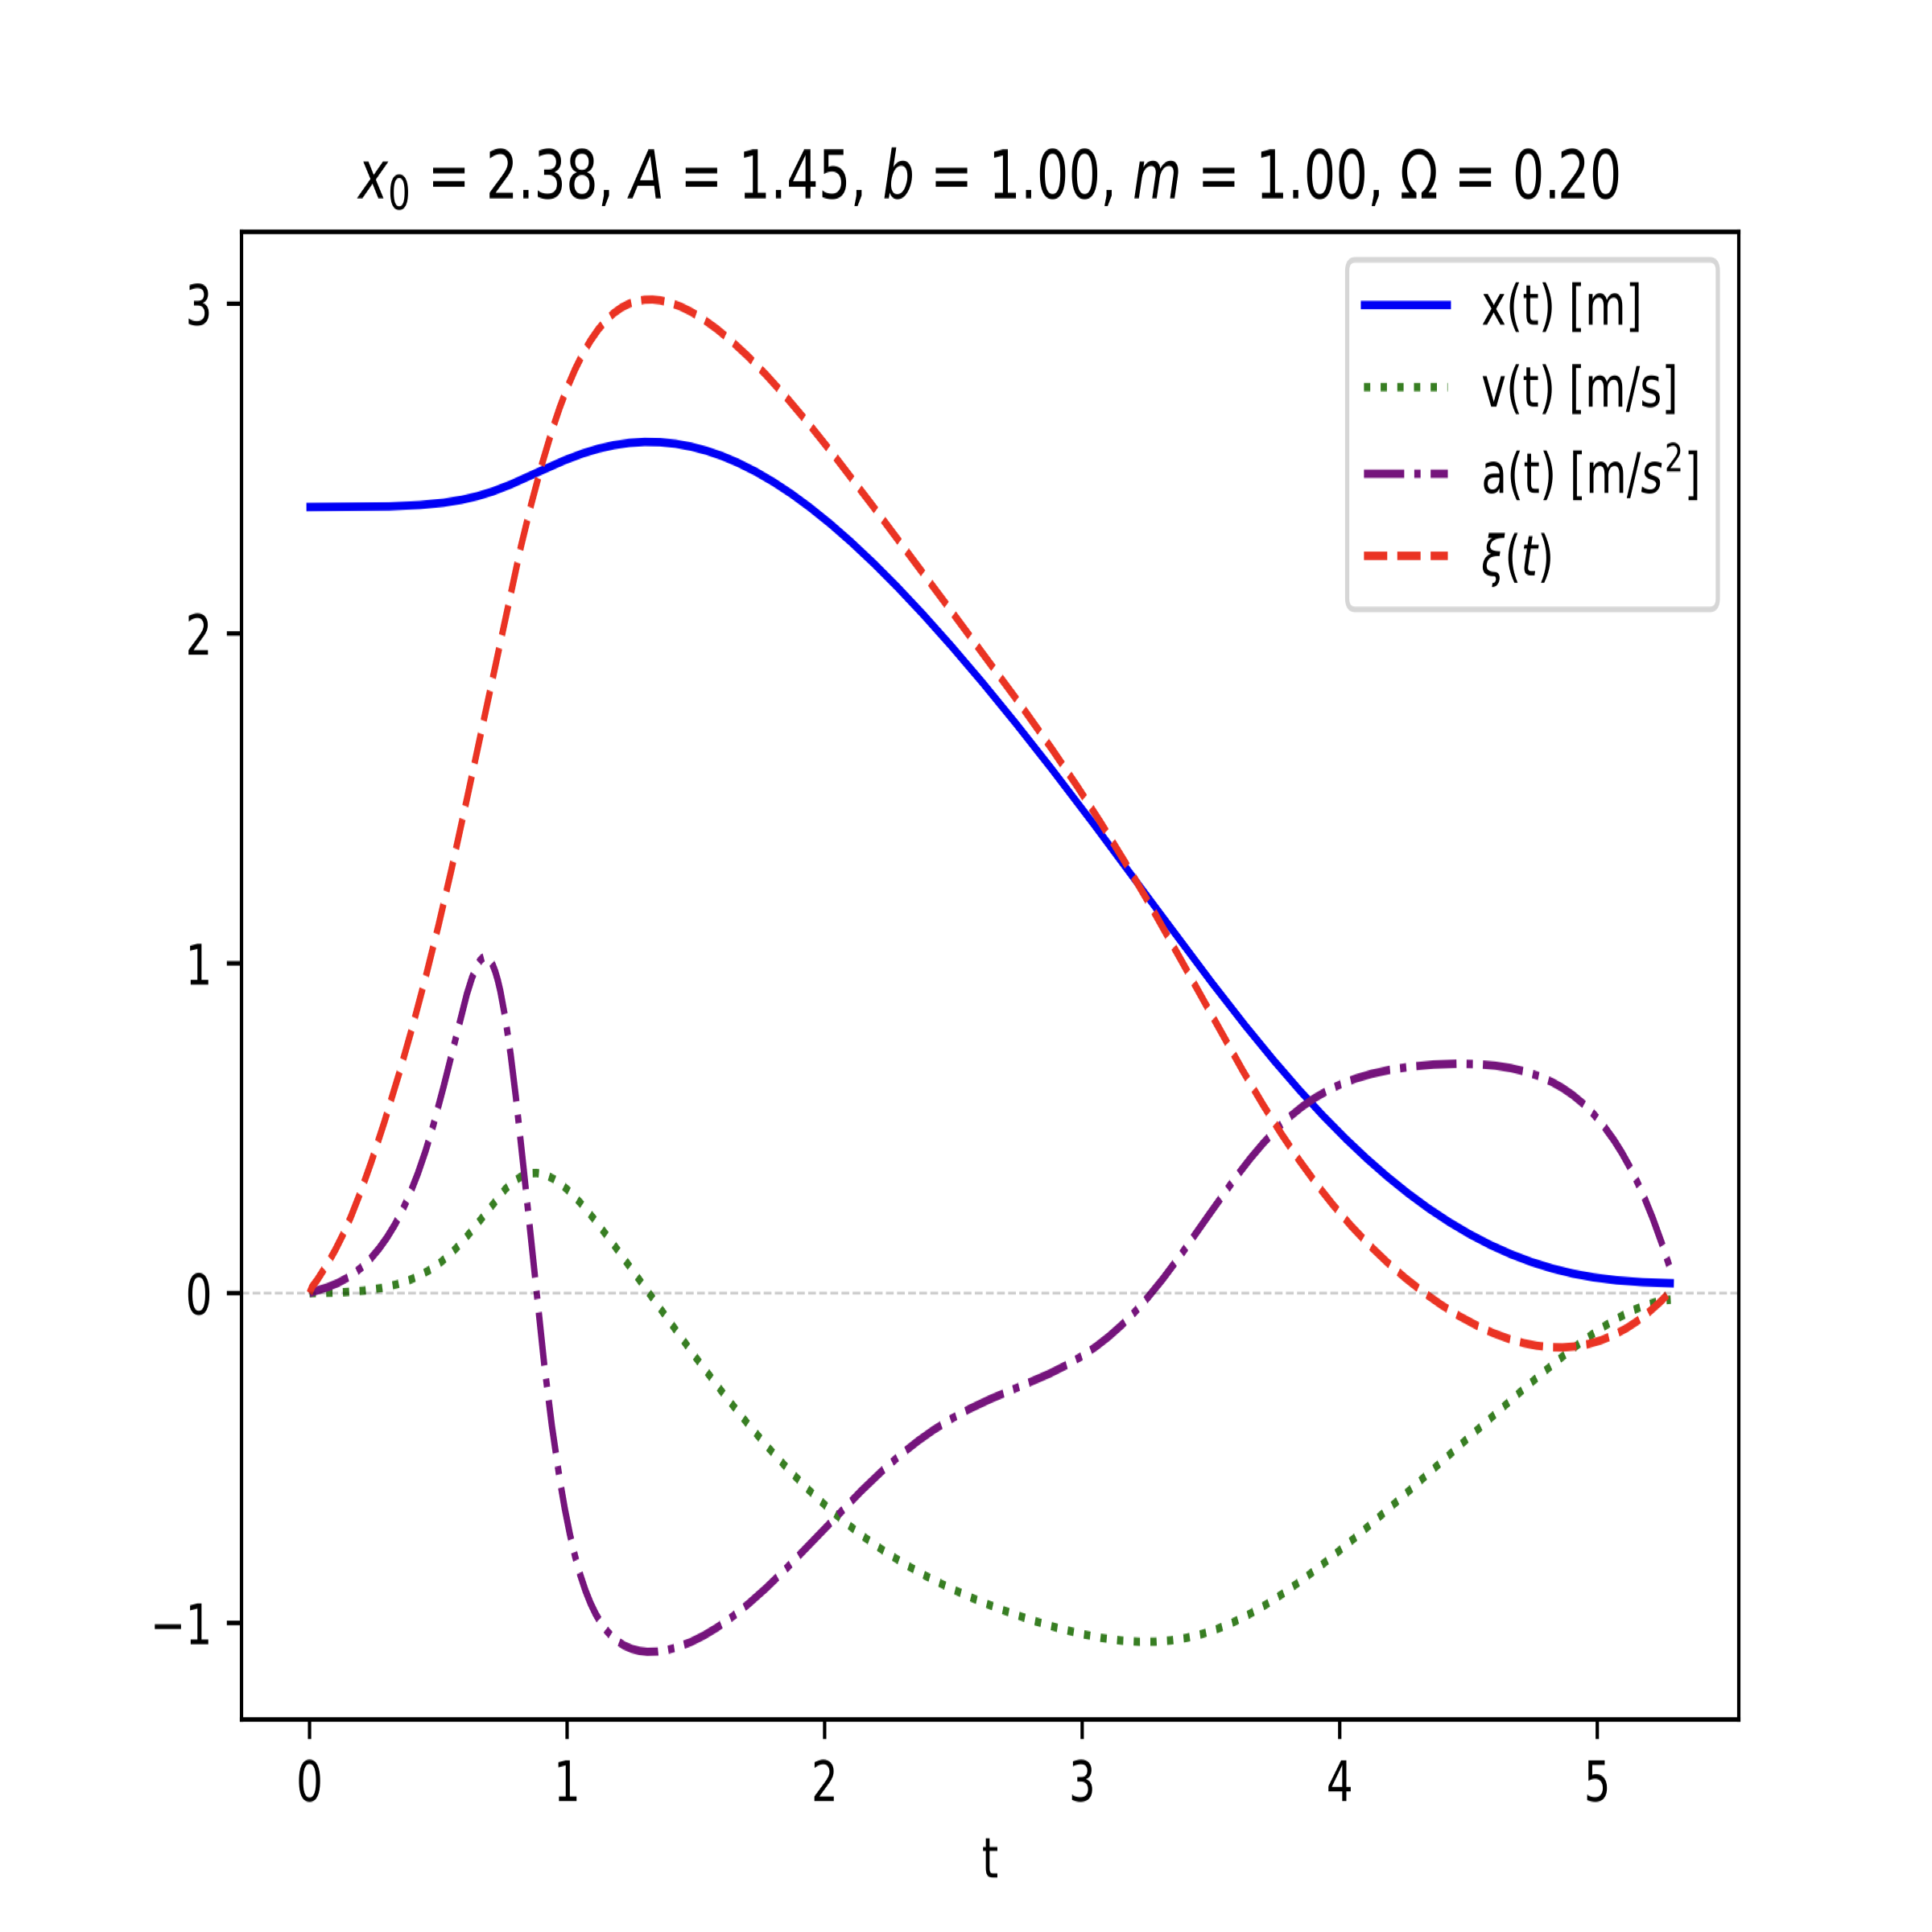 x₀ = 2.38, A = 1.45, b = 1.00, m = 1.00, Ω = 0.20
x(t) [m]
v(t) [m/s]
a(t) [m/s²]
ξ(t)
3
2
1
0
−1
0 1 2 3 4 5
t